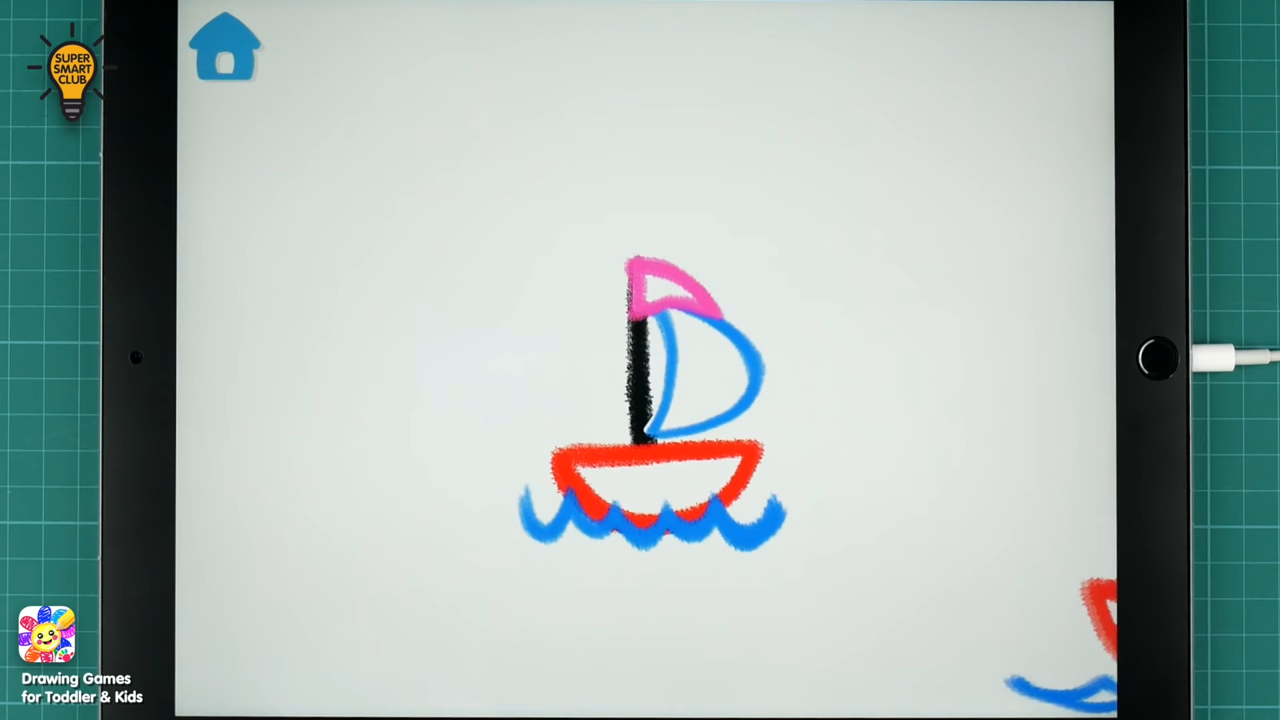 SUPER
SMART
CLUB
Drawing Games
for Toddler & Kids